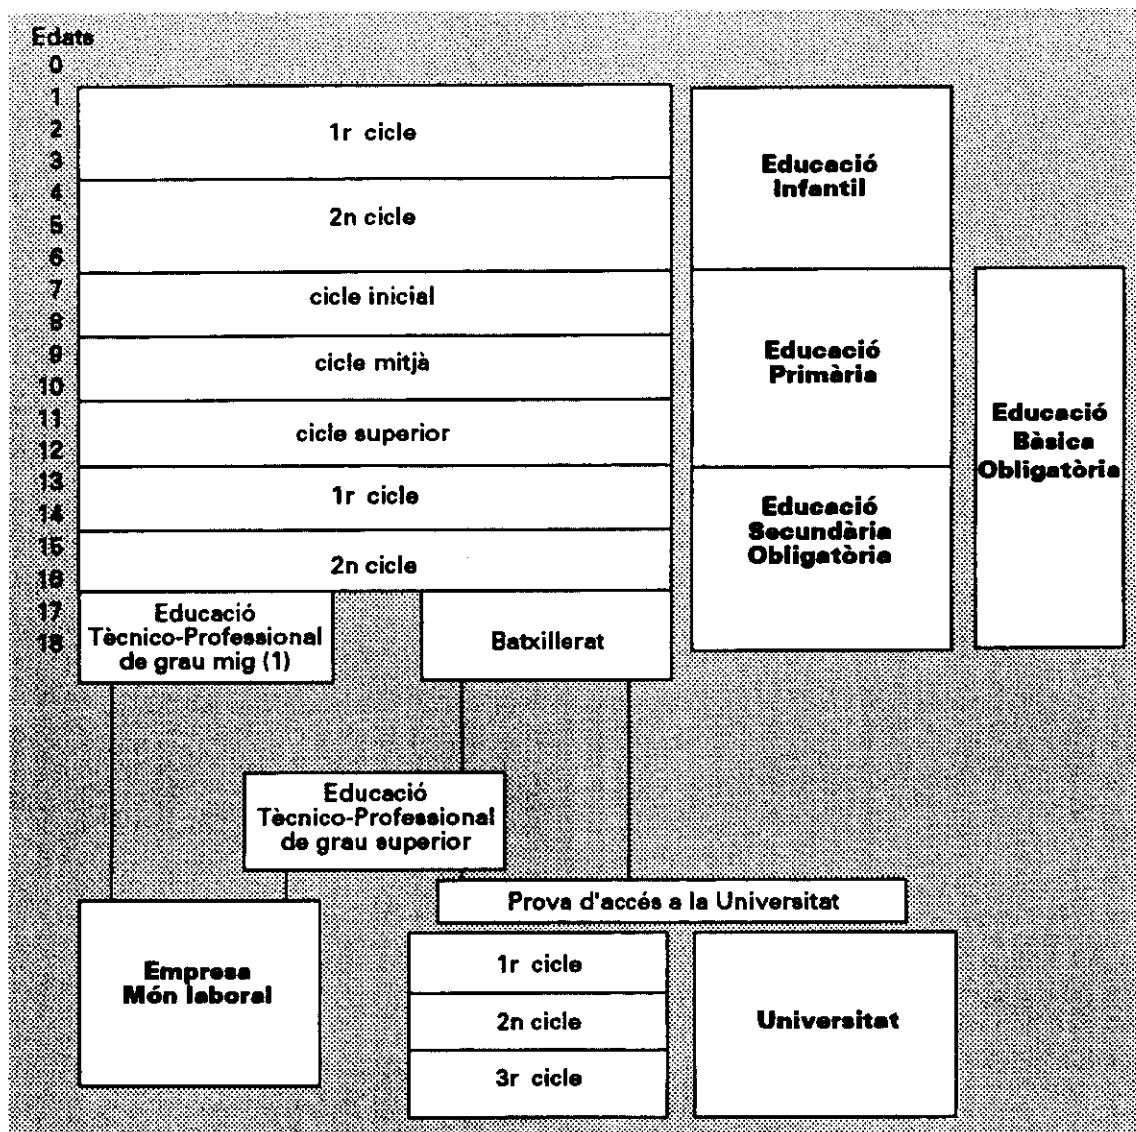 Edats
0
1
2
3
4
5
6
7
8
9
10
11
12
13
14
15
16
17
18
1r cicle
2n cicle
cicle inicial
cicle mitjà
cicle superior
1r cicle
2n cicle
Educació
Infantil
Educació
Primària
Educació
Secundària
Obligatòria
Educació
Bàsica
Obligatòria
Educació
Tècnico-Professional
de grau mig (1)
Batxillerat
Educació
Tècnico-Professional
de grau superior
Prova d'accés a la Universitat
Empresa
Món laboral
1r cicle
2n cicle
3r cicle
Universitat